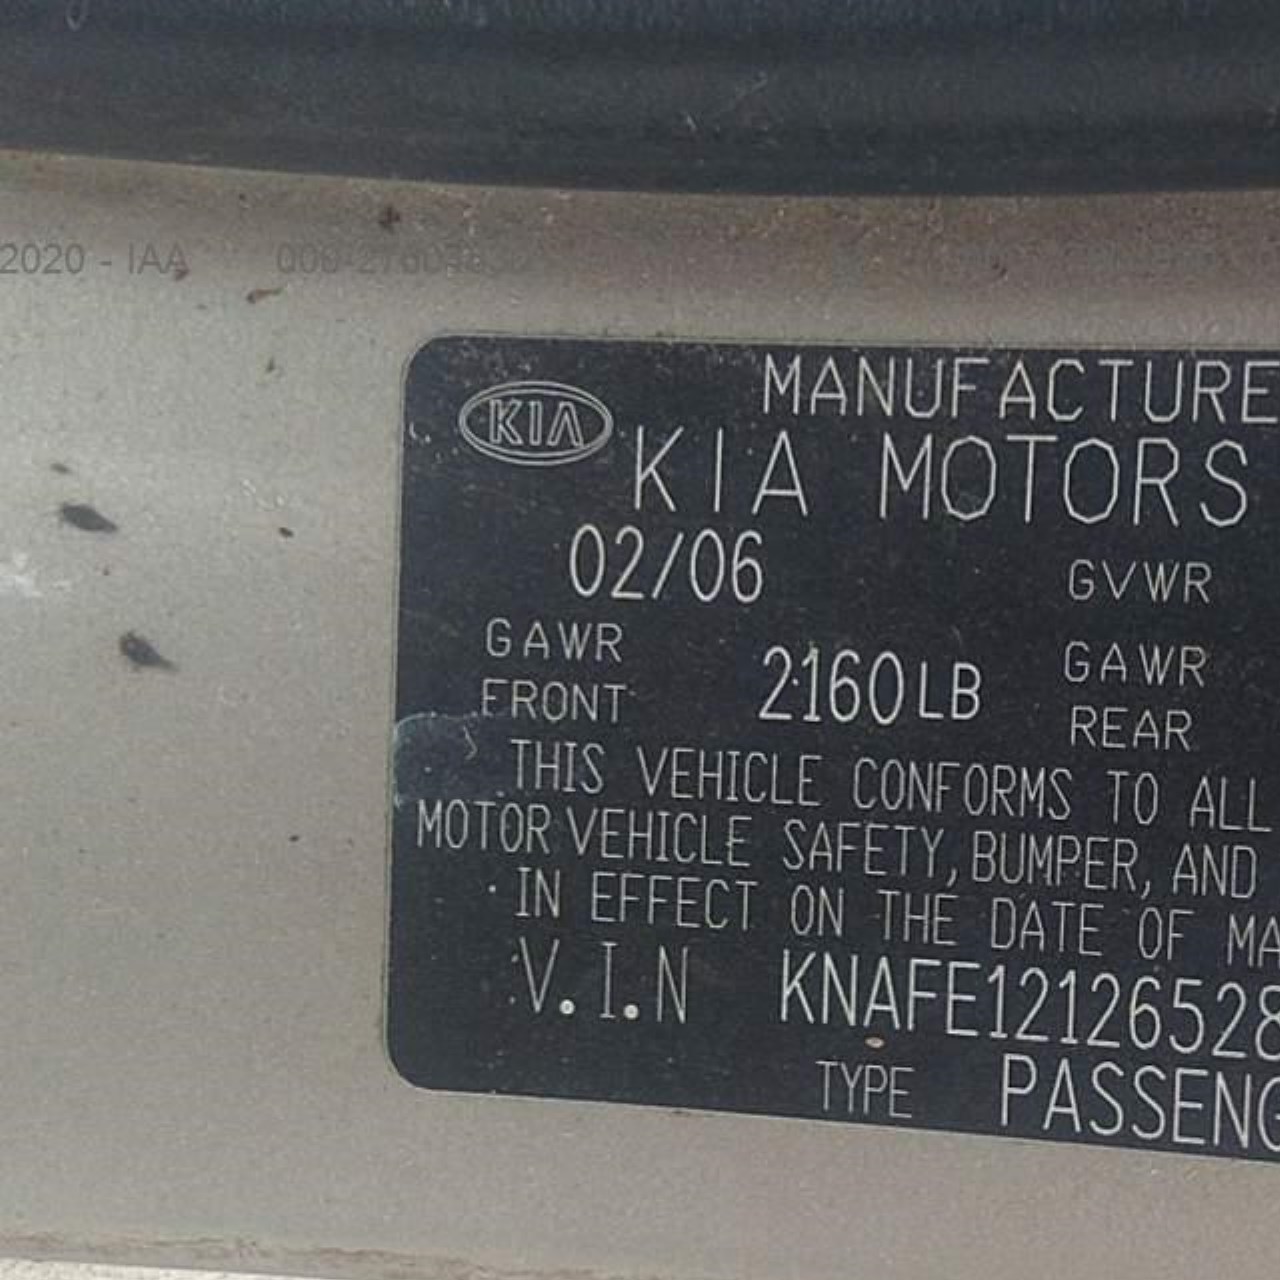 2020 - IAA
KIA
MANUFACTURE
KIA MOTORS
02/06 GVWR
GAWR FRONT 2160LB GAWR REAR
THIS VEHICLE CONFORMS TO ALL
MOTOR VEHICLE SAFETY, BUMPER, AND
IN EFFECT ON THE DATE OF MA
V.I.N KNAFE12126528
TYPE PASSENG